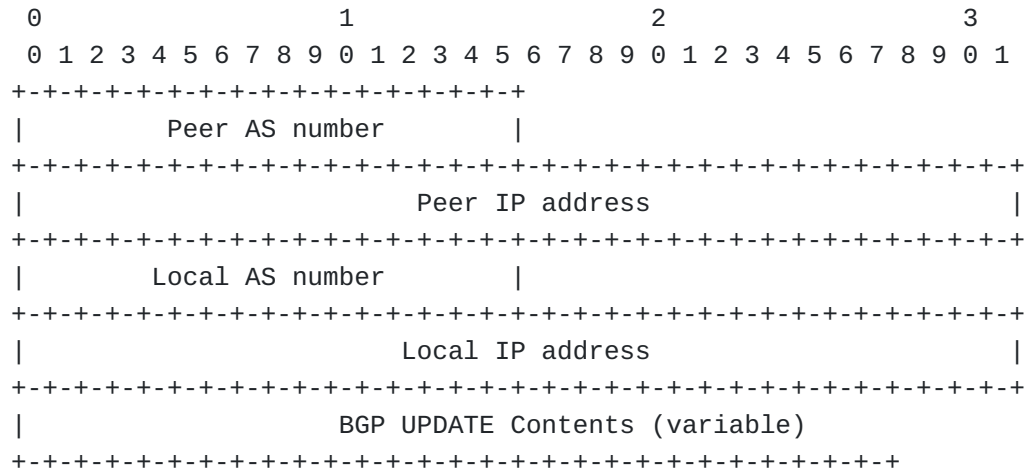 0                   1                   2                   3
 0 1 2 3 4 5 6 7 8 9 0 1 2 3 4 5 6 7 8 9 0 1 2 3 4 5 6 7 8 9 0 1
+-+-+-+-+-+-+-+-+-+-+-+-+-+-+-+-+
|         Peer AS number        |
+-+-+-+-+-+-+-+-+-+-+-+-+-+-+-+-+-+-+-+-+-+-+-+-+-+-+-+-+-+-+-+-+
|                         Peer IP address                       |
+-+-+-+-+-+-+-+-+-+-+-+-+-+-+-+-+-+-+-+-+-+-+-+-+-+-+-+-+-+-+-+-+
|        Local AS number        |
+-+-+-+-+-+-+-+-+-+-+-+-+-+-+-+-+-+-+-+-+-+-+-+-+-+-+-+-+-+-+-+-+
|                        Local IP address                       |
+-+-+-+-+-+-+-+-+-+-+-+-+-+-+-+-+-+-+-+-+-+-+-+-+-+-+-+-+-+-+-+-+
|                    BGP UPDATE Contents (variable)
+-+-+-+-+-+-+-+-+-+-+-+-+-+-+-+-+-+-+-+-+-+-+-+-+-+-+-+-+